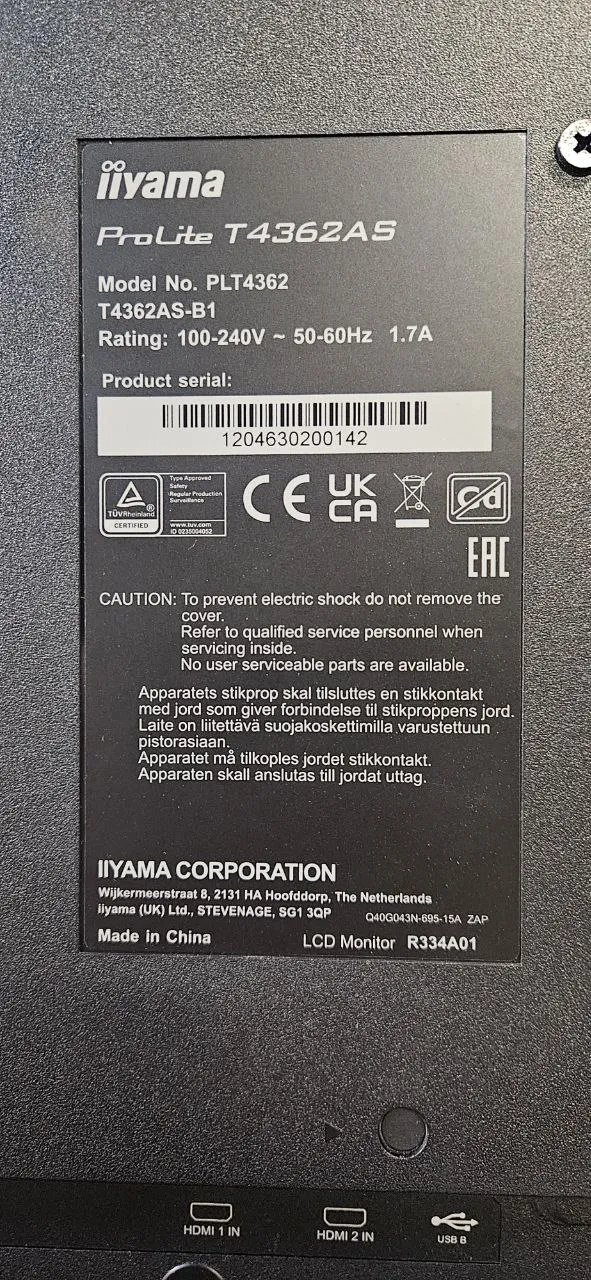 iiyama
ProLite T4362AS
Model No. PLT4362
T4362AS-B1
Rating: 100-240V ~ 50-60Hz 1.7A
Product serial:
1204630200142
TÜVRheinland
CERTIFIED
Type Approved
Safety
Regular Production
Surveillance
www.tuv.com
ID 0235004052
CE
UK
CA
Cd
EAC
CAUTION: To prevent electric shock do not remove the
cover.
Refer to qualified service personnel when
servicing inside.
No user serviceable parts are available.
Apparatets stikprop skal tilsluttes en stikkontakt
med jord som giver forbindelse til stikproppens jord.
Laite on liitettävä suojakoskettimilla varustettuun
pistorasiaan.
Apparatet må tilkoples jordet stikkontakt.
Apparaten skall anslutas till jordat uttag.
IIYAMA CORPORATION
Wijkermeerstraat 8, 2131 HA Hoofddorp, The Netherlands
iiyama (UK) Ltd., STEVENAGE, SG1 3QP
Q40G043N-695-15A ZAP
Made in China
LCD Monitor R334A01
HDMI 1 IN
HDMI 2 IN
USB B